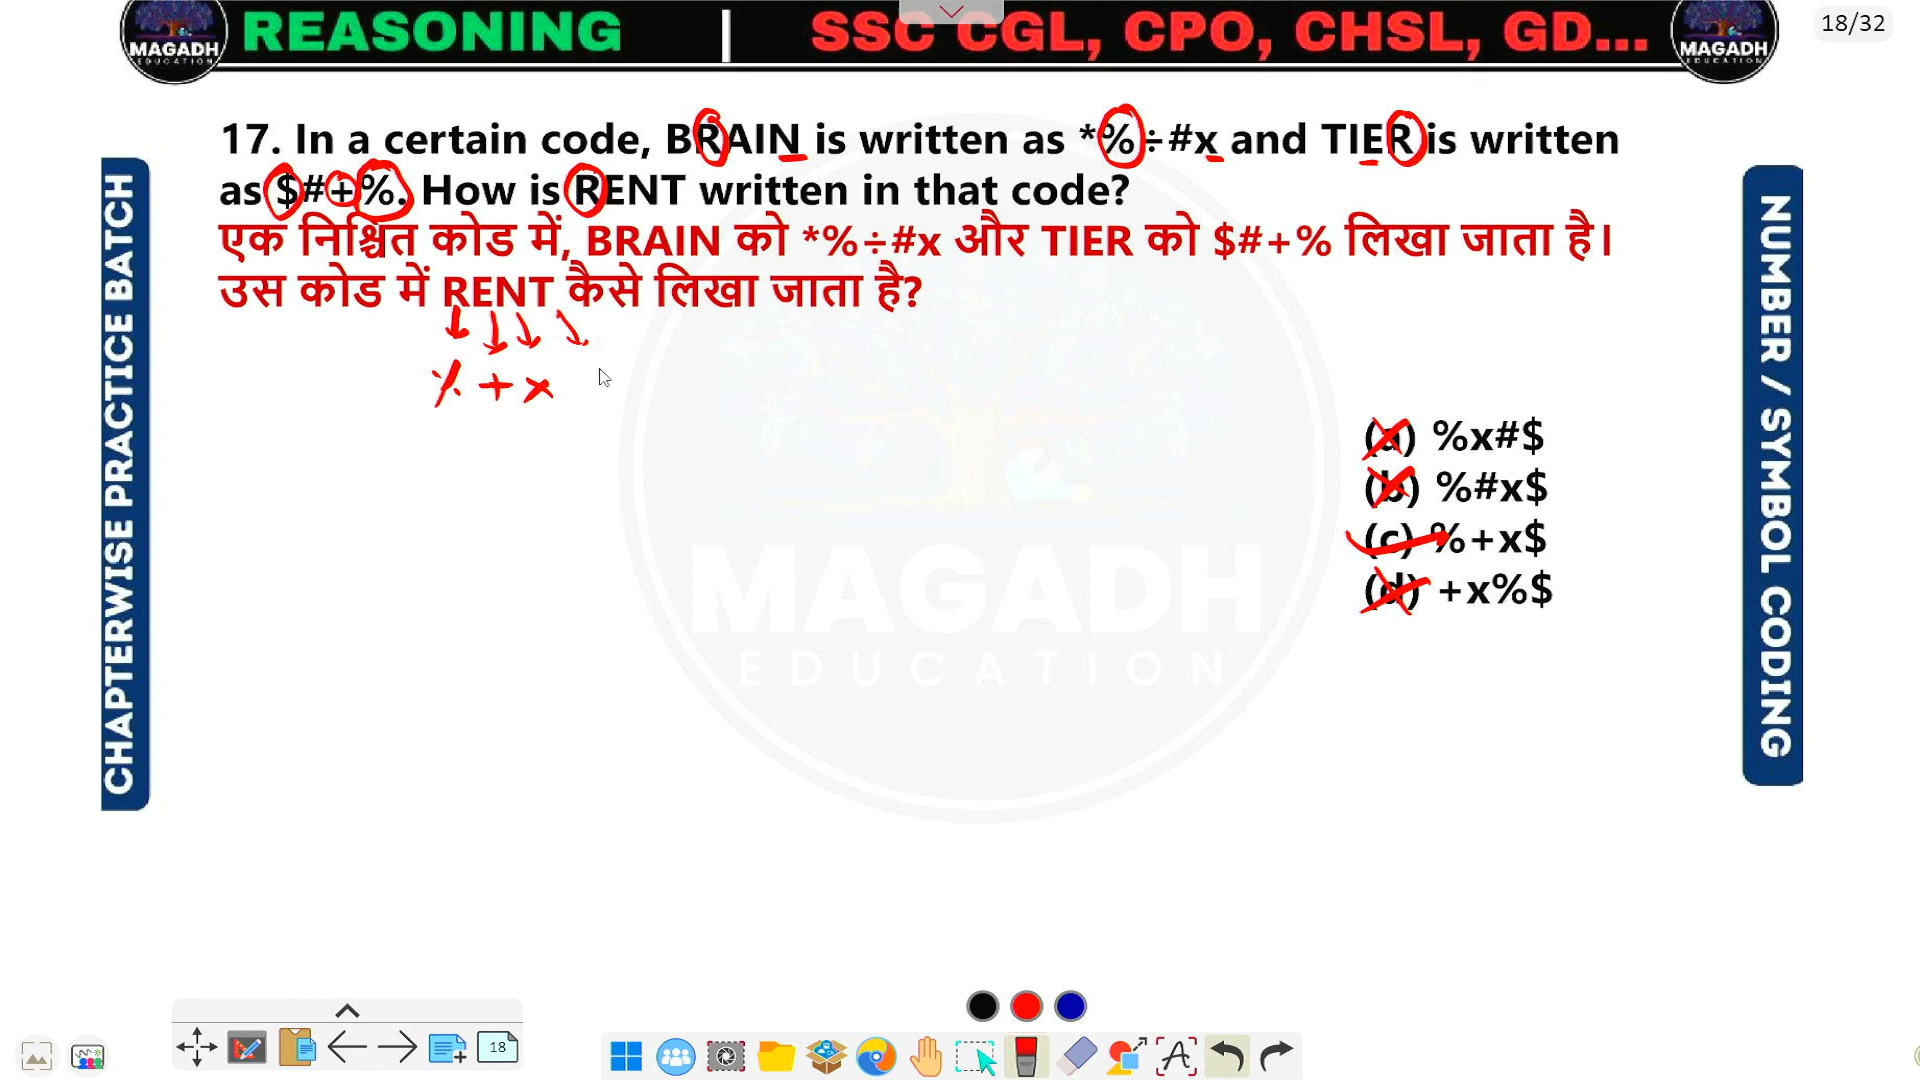 REASONING | SSC CGL, CPO, CHSL, GD...
MAGADH
EDUCATION
MAGADH
EDUCATION
18/32
17. In a certain code, BRAIN is written as *%÷#x and TIER is written
as $#+%. How is RENT written in that code?
एक निश्चित कोड में, BRAIN को *%÷#x और TIER को $#+% लिखा जाता है।
उस कोड में RENT कैसे लिखा जाता है?
% + x
(a) %x#$
(b) %#x$
(c) %+x$
(d) +x%$
CHAPTERWISE PRACTICE BATCH
NUMBER / SYMBOL CODING
MAGADH
EDUCATION
18